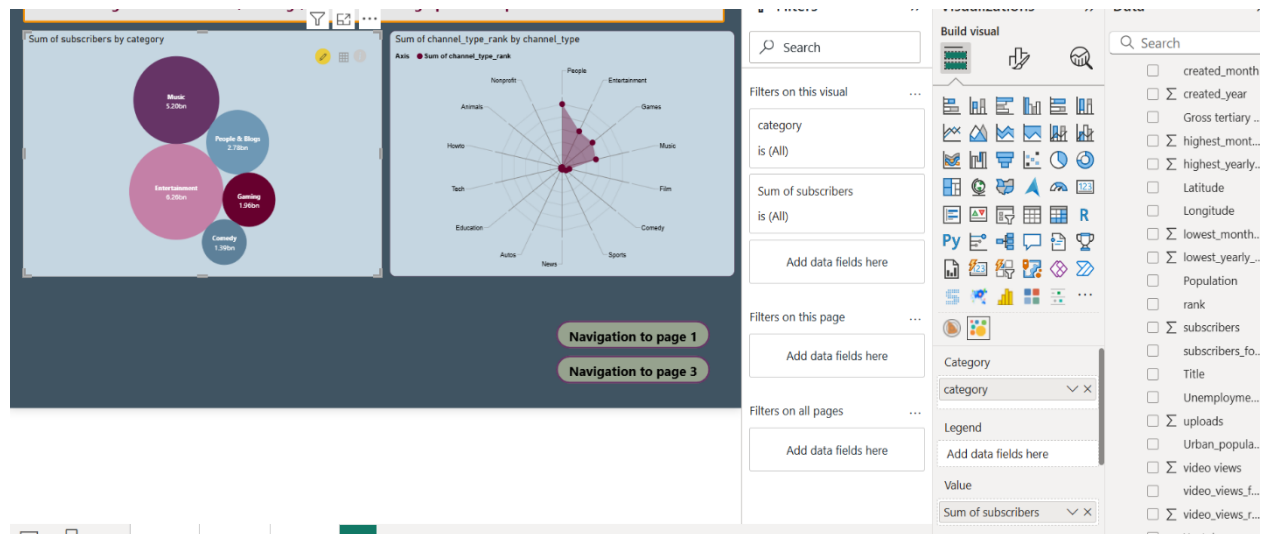 Filters
Visualizations
Data
Sum of subscribers by category
Music
5.20bn
People & Blogs
2.78bn
Entertainment
Gaming
1.96bn
Comedy
1.39bn
Sum of channel_type_rank by channel_type
Axis Sum of channel_type_rank
People
Nonprofit
Entertainment
Animals
Games
Howto
Music
Tech
Film
Education
Comedy
Autos
Sports
News
Navigation to page 1
Navigation to page 3
Search
Filters on this visual ...
category
is (All)
Sum of subscribers
is (All)
Add data fields here
Filters on this page ...
Add data fields here
Filters on all pages ...
Add data fields here
Build visual
123
R
Py
123
...
Category
category
Legend
Add data fields here
Value
Sum of subscribers
Search
created_month
Σ created_year
Gross tertiary ...
Σ highest_mont...
Σ highest_yearly...
Latitude
Longitude
Σ lowest_month...
Σ lowest_yearly_...
Population
rank
Σ subscribers
subscribers_fo...
Title
Unemployme...
Σ uploads
Urban_popula...
Σ video views
video_views_f...
Σ video_views_r...